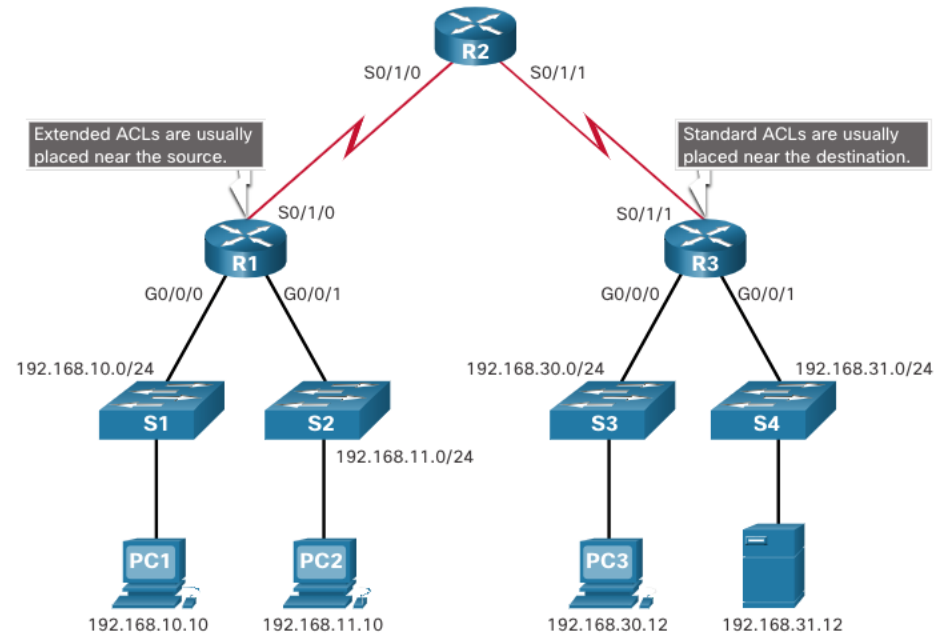 R2
S0/1/0
S0/1/1
Extended ACLs are usually
placed near the source.
Standard ACLs are usually
placed near the destination.
S0/1/0
S0/1/1
R1
R3
G0/0/0
G0/0/1
G0/0/0
G0/0/1
192.168.10.0/24
192.168.30.0/24
192.168.31.0/24
S1
S2
S3
S4
192.168.11.0/24
PC1
PC2
PC3
192.168.10.10
192.168.11.10
192.168.30.12
192.168.31.12